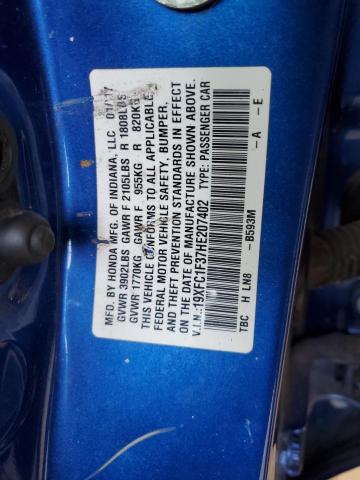 MFD. BY HONDA MFG. OF INDIANA, LLC 01/17
GVWR 3902LBS GAWR F 2105LBS R 1808LBS
GVWR 1770KG GAWR F 955KG R 820KG
THIS VEHICLE CONFORMS TO ALL APPLICABLE
FEDERAL MOTOR VEHICLE SAFETY, BUMPER,
AND THEFT PREVENTION STANDARDS IN EFFECT
ON THE DATE OF MANUFACTURE SHOWN ABOVE.
V.I.N.:19XFC1F37HE207402 TYPE: PASSENGER CAR
TBC H LN8 -B593M -A -E